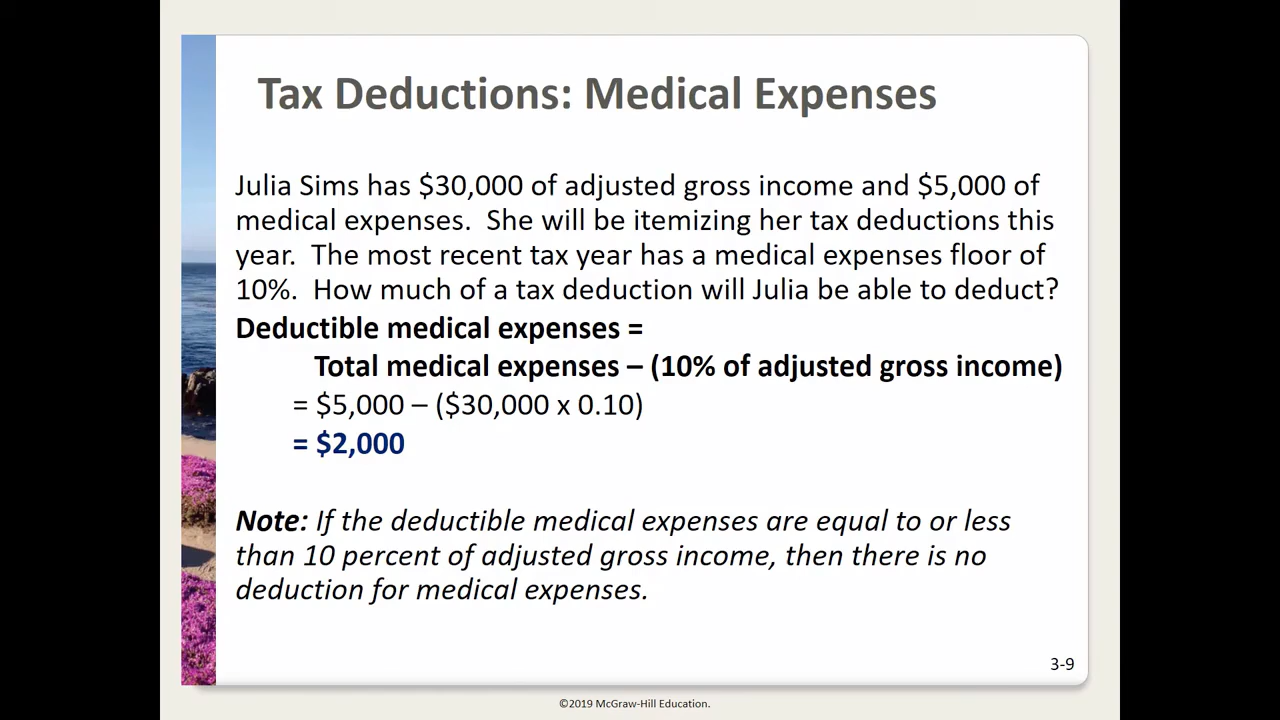 Tax Deductions: Medical Expenses
Julia Sims has $30,000 of adjusted gross income and $5,000 of
medical expenses.  She will be itemizing her tax deductions this
year.  The most recent tax year has a medical expenses floor of
10%.  How much of a tax deduction will Julia be able to deduct?
Deductible medical expenses =
Total medical expenses – (10% of adjusted gross income)
= $5,000 – ($30,000 x 0.10)
= $2,000
Note: If the deductible medical expenses are equal to or less
than 10 percent of adjusted gross income, then there is no
deduction for medical expenses.
3-9
©2019 McGraw-Hill Education.